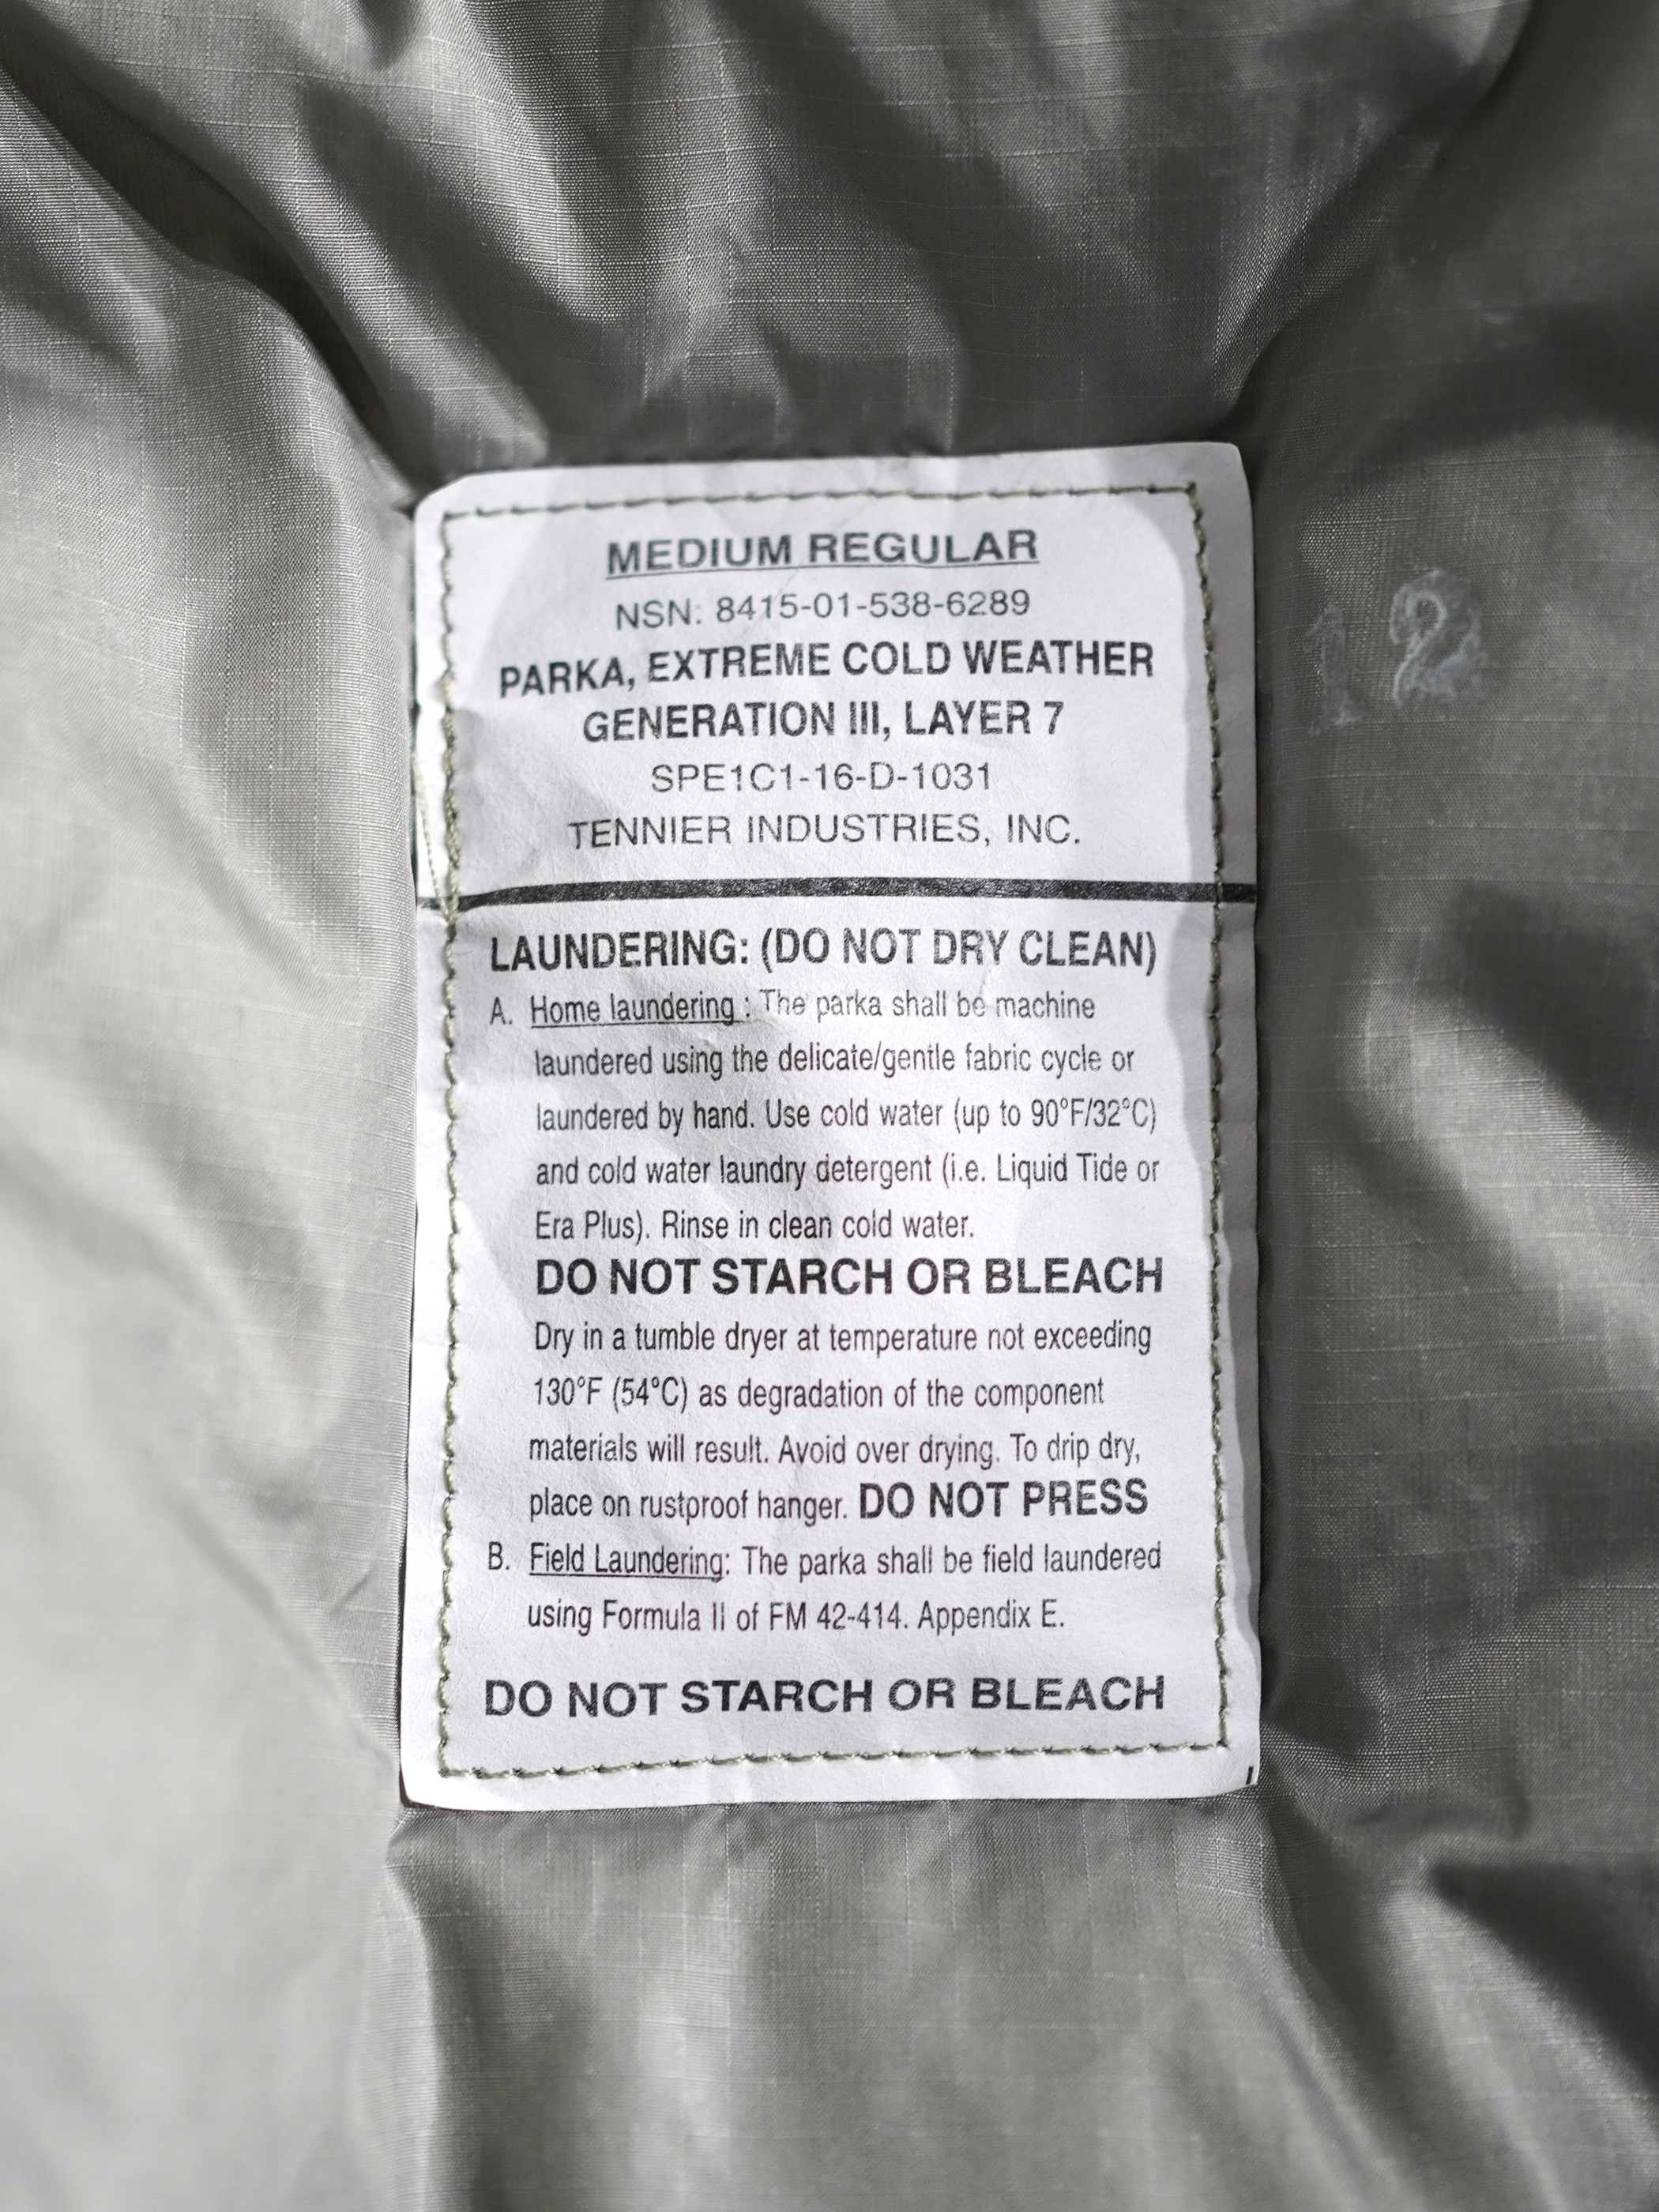 MEDIUM REGULAR
NSN: 8415-01-538-6289
PARKA, EXTREME COLD WEATHER
GENERATION III, LAYER 7
SPE1C1-16-D-1031
TENNIER INDUSTRIES, INC.
12
LAUNDERING: (DO NOT DRY CLEAN)
A. Home laundering : The parka shall be machine
laundered using the delicate/gentle fabric cycle or
laundered by hand. Use cold water (up to 90°F/32°C)
and cold water laundry detergent (i.e. Liquid Tide or
Era Plus). Rinse in clean cold water.
DO NOT STARCH OR BLEACH
Dry in a tumble dryer at temperature not exceeding
130°F (54°C) as degradation of the component
materials will result. Avoid over drying. To drip dry,
place on rustproof hanger. DO NOT PRESS
B. Field Laundering: The parka shall be field laundered
using Formula II of FM 42-414. Appendix E.
DO NOT STARCH OR BLEACH